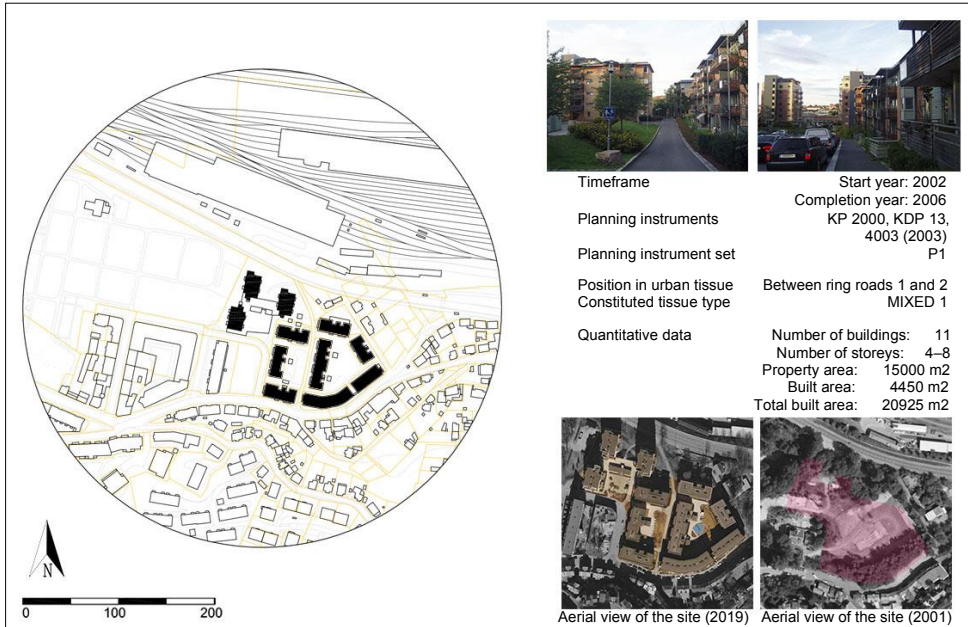 Timeframe Start year: 2002
Completion year: 2006
Planning instruments KP 2000, KDP 13,
4003 (2003)
Planning instrument set P1
Position in urban tissue Between ring roads 1 and 2
Constituted tissue type MIXED 1
Quantitative data Number of buildings: 11
Number of storeys: 4–8
Property area: 15000 m2
Built area: 4450 m2
Total built area: 20925 m2
N
0 100 200
Aerial view of the site (2019) Aerial view of the site (2001)